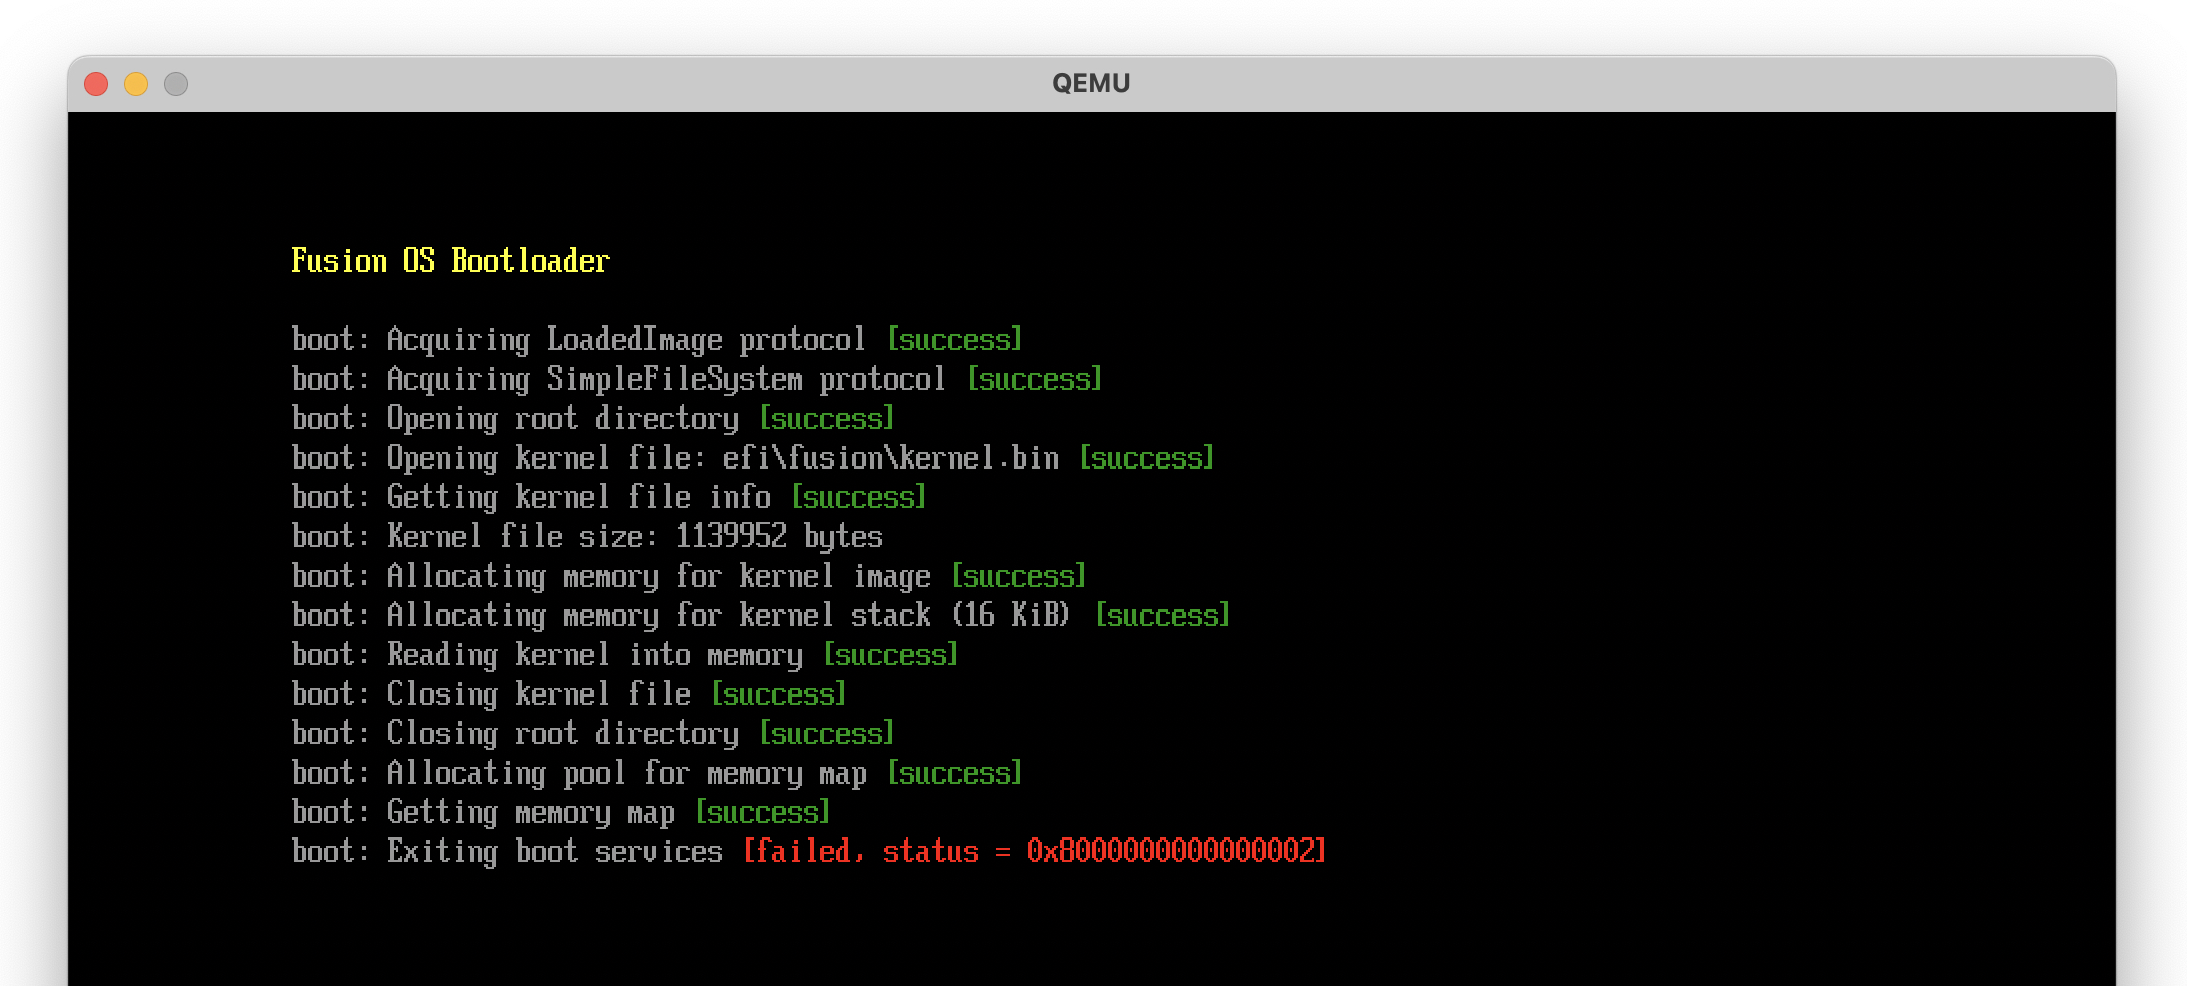 QEMU
Fusion OS Bootloader
boot: Acquiring LoadedImage protocol [success]
boot: Acquiring SimpleFileSystem protocol [success]
boot: Opening root directory [success]
boot: Opening kernel file: efi\fusion\kernel.bin [success]
boot: Getting kernel file info [success]
boot: Kernel file size: 1139952 bytes
boot: Allocating memory for kernel image [success]
boot: Allocating memory for kernel stack (16 KiB) [success]
boot: Reading kernel into memory [success]
boot: Closing kernel file [success]
boot: Closing root directory [success]
boot: Allocating pool for memory map [success]
boot: Getting memory map [success]
boot: Exiting boot services [failed, status = 0x8000000000000002]